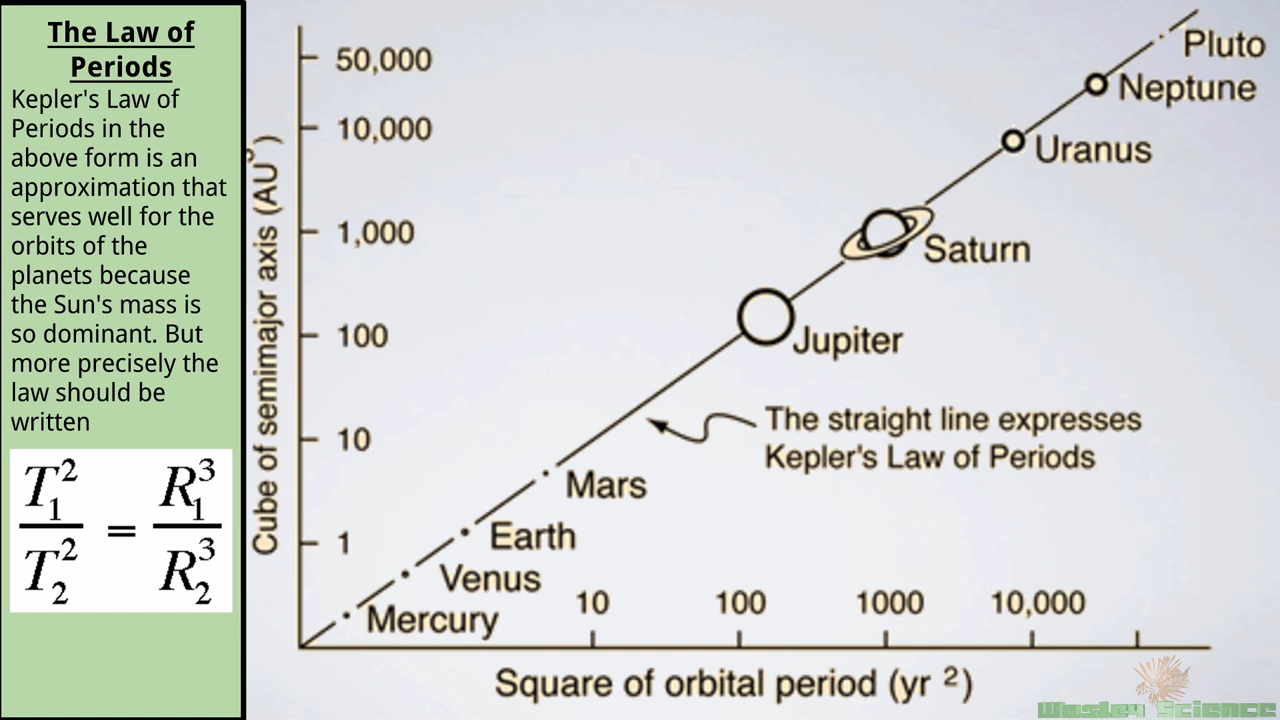 The Law of
Periods
Kepler's Law of
Periods in the
above form is an
approximation that
serves well for the
orbits of the
planets because
the Sun's mass is
so dominant. But
more precisely the
law should be
written
T₁² / T₂² = R₁³ / R₂³
Cube of semimajor axis (AU³)
50,000
10,000
1,000
100
10
1
Pluto
Neptune
Uranus
Saturn
Jupiter
The straight line expresses
Kepler's Law of Periods
Mars
Earth
Venus
Mercury
10 100 1000 10,000
Square of orbital period (yr ²)
Wesley Science